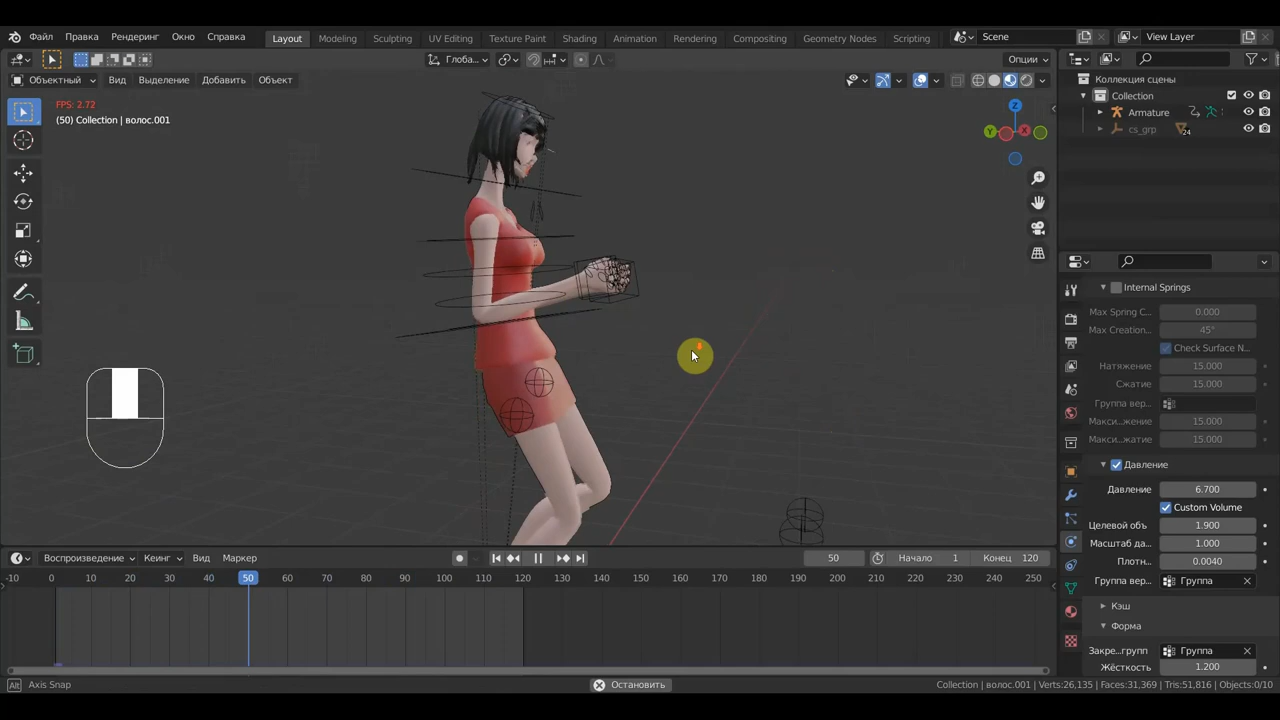 Файл Правка Рендеринг Окно Справка Layout Modeling Sculpting UV Editing Texture Paint Shading Animation Rendering Compositing Geometry Nodes Scripting Scene View Layer
Глоба... Опции
Объектный Вид Выделение Добавить Объект
FPS: 2.72
(50) Collection | волос.001
Z
Y
X
Коллекция сцены
Collection
Armature
cs_grp 24
Internal Springs
Max Spring C... 0.000
Max Creation... 45°
Check Surface N...
Натяжение 15.000
Сжатие 15.000
Группа вер...
Макси...жение 15.000
Макси...жатие 15.000
Давление
Давление 6.700
Custom Volume
Целевой объ 1.900
Масштаб да... 1.000
Плотн... 0.0040
Группа вер... Группа
Кэш
Форма
Закре...групп Группа
Жёсткость 1.200
Воспроизведение Кеинг Вид Маркер 50 Начало 1 Конец 120
-10 0 10 20 30 40 50 60 70 80 90 100 110 120 130 140 150 160 170 180 190 200 210 220 230 240 250
Alt Axis Snap Остановить Collection | волос.001 | Verts:26,135 | Faces:31,369 | Tris:51,816 | Objects:0/10